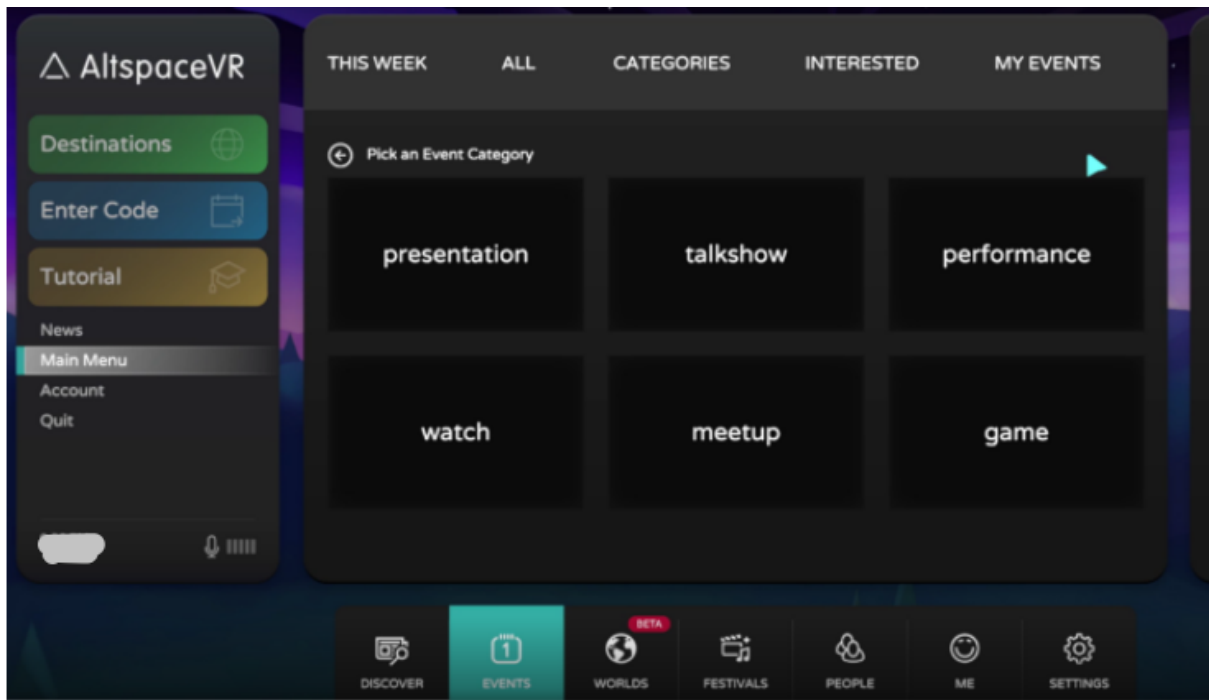 AltspaceVR
Destinations
Enter Code
Tutorial
News
Main Menu
Account
Quit
THIS WEEK ALL CATEGORIES INTERESTED MY EVENTS
Pick an Event Category
presentation talkshow performance
watch meetup game
BETA
1
DISCOVER EVENTS WORLDS FESTIVALS PEOPLE ME SETTINGS